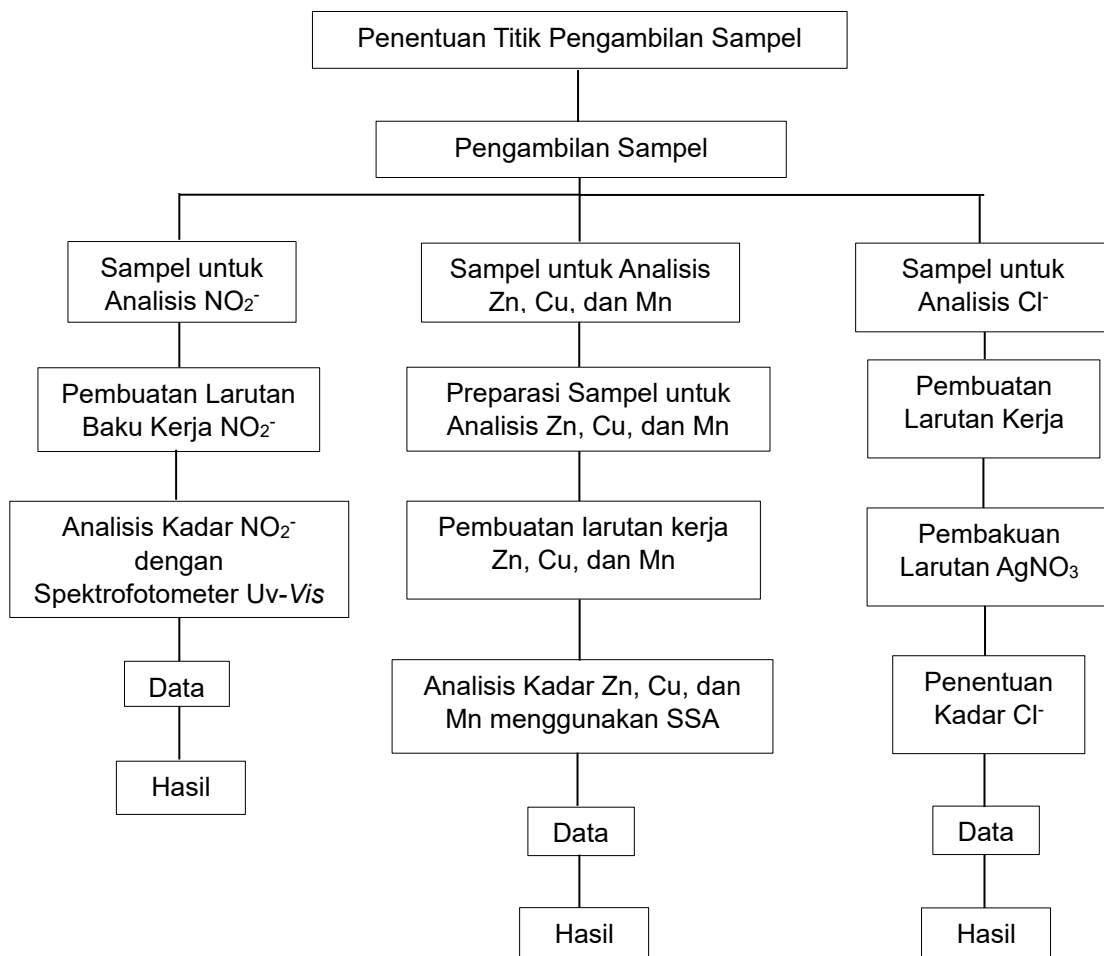 Penentuan Titik Pengambilan Sampel
Pengambilan Sampel
Sampel untuk
Analisis NO₂⁻
Pembuatan Larutan
Baku Kerja NO₂⁻
Analisis Kadar NO₂⁻
dengan
Spektrofotometer Uv-Vis
Data
Hasil
Sampel untuk Analisis
Zn, Cu, dan Mn
Preparasi Sampel untuk
Analisis Zn, Cu, dan Mn
Pembuatan larutan kerja
Zn, Cu, dan Mn
Analisis Kadar Zn, Cu, dan
Mn menggunakan SSA
Data
Hasil
Sampel untuk
Analisis Cl⁻
Pembuatan
Larutan Kerja
Pembakuan
Larutan AgNO₃
Penentuan
Kadar Cl⁻
Data
Hasil